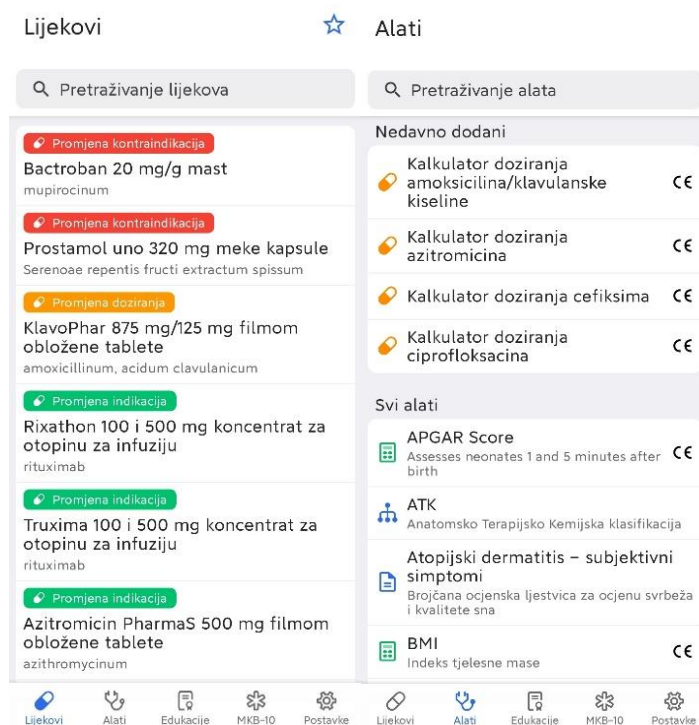 Lijekovi
Pretraživanje lijekova
Promjena kontraindikacija
Bactroban 20 mg/g mast
mupirocinum
Promjena kontraindikacija
Prostamol uno 320 mg meke kapsule
Serenoae repentis fructi extractum spissum
Promjena doziranja
KlavoPhar 875 mg/125 mg filmom
obložene tablete
amoxicillinum, acidum clavulanicum
Promjena indikacija
Rixathon 100 i 500 mg koncentrat za
otopinu za infuziju
rituximab
Promjena indikacija
Truxima 100 i 500 mg koncentrat za
otopinu za infuziju
rituximab
Promjena indikacija
Azitromicin PharmaS 500 mg filmom
obložene tablete
azithromycinum
Lijekovi Alati Edukacije MKB-10 Postavke
Alati
Pretraživanje alata
Nedavno dodani
Kalkulator doziranja
amoksicilina/klavulanske CE
kiseline
Kalkulator doziranja
azitromicina CE
Kalkulator doziranja cefiksima CE
Kalkulator doziranja
ciprofloksacina CE
Svi alati
APGAR Score
Assesses neonates 1 and 5 minutes after CE
birth
ATK
Anatomsko Terapijsko Kemijska klasifikacija
Atopijski dermatitis – subjektivni
simptomi
Brojčana ocjenska ljestvica za ocjenu svrbeža
i kvalitete sna
BMI CE
Indeks tjelesne mase
Lijekovi Alati Edukacije MKB-10 Postavke